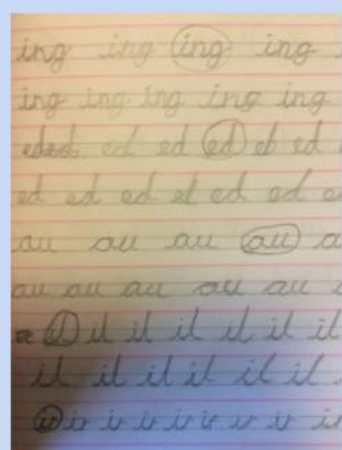 ing ing ing ing
ing ing ing ing ing
ed ed ed ed ed
ed ed ed ed ed ed
au au au au
au au au au au
il il il il il il il
il il il il il il
ir ir ir ir ir ir ir ir ir